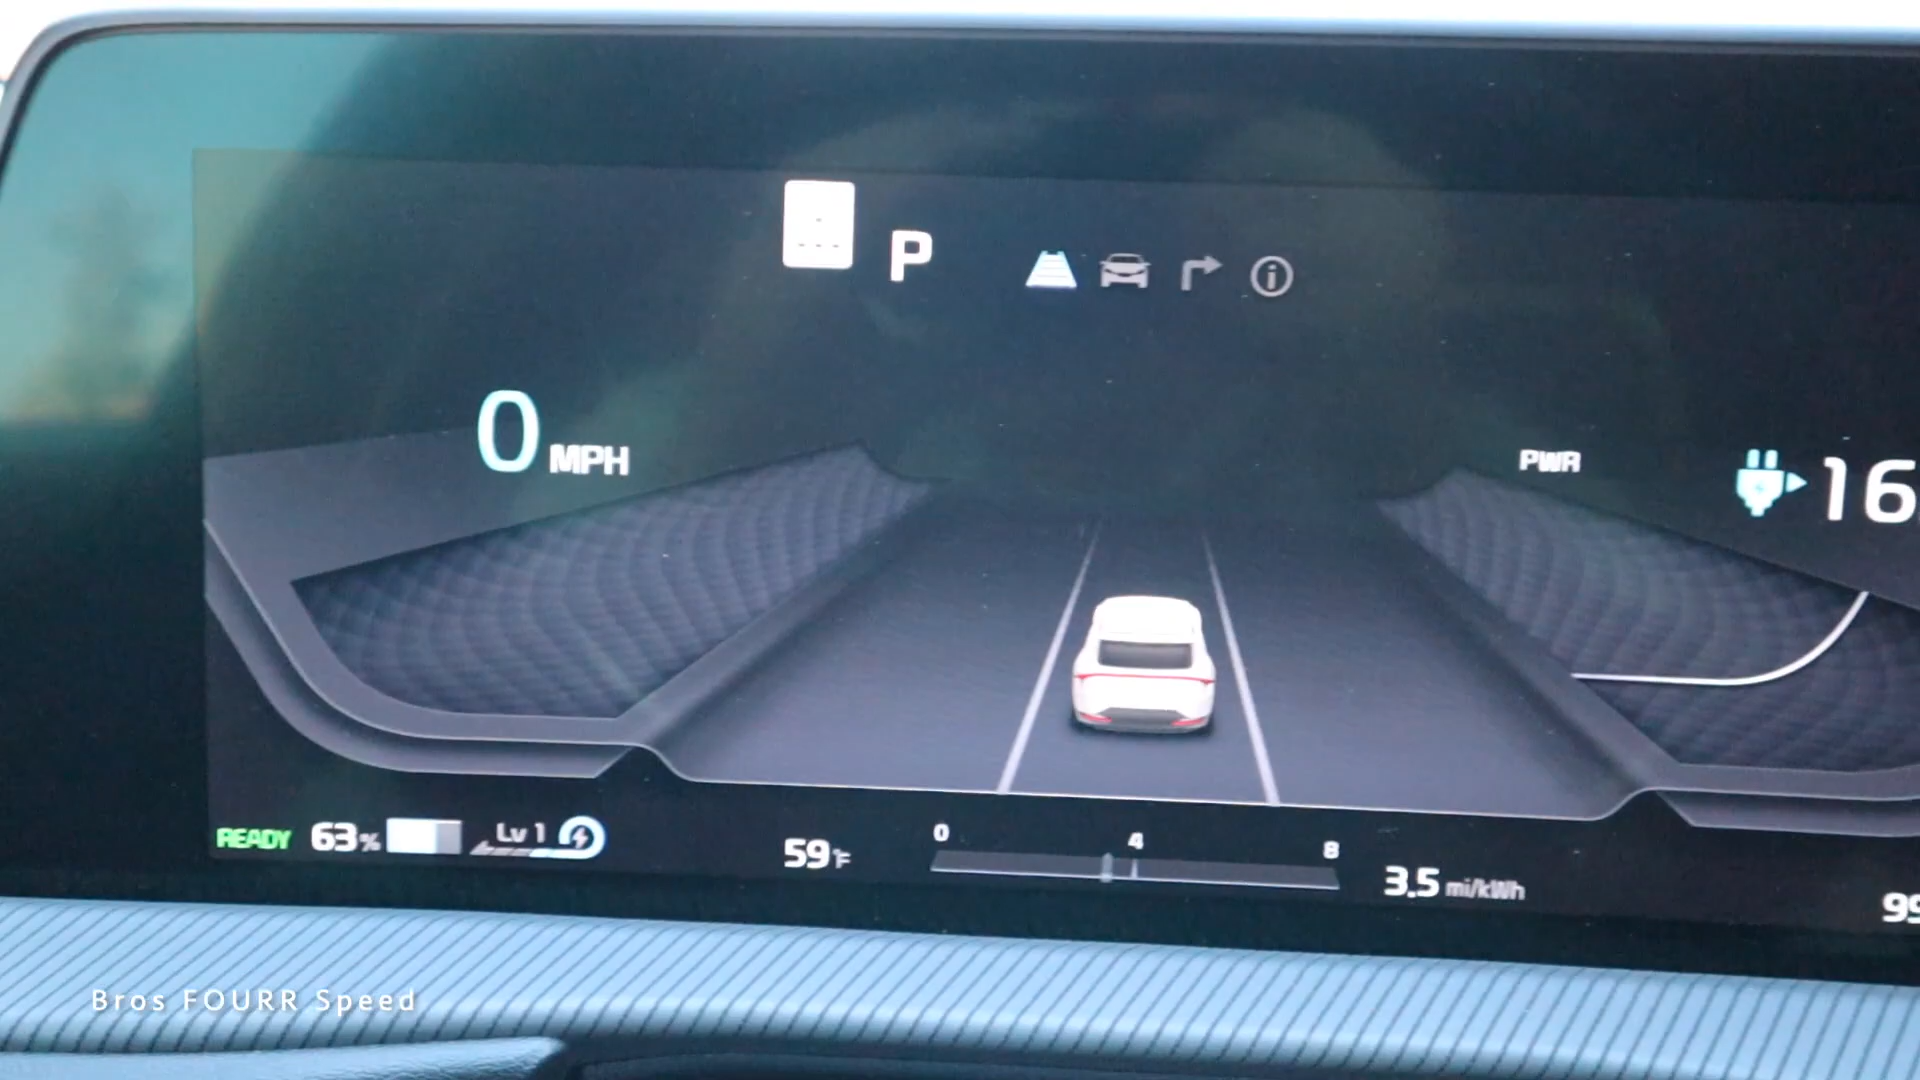 P
0 MPH
PWR
16
READY 63% Lv 1
59°F
0 4 8
3.5 mi/kWh
99
Bros FOURR Speed